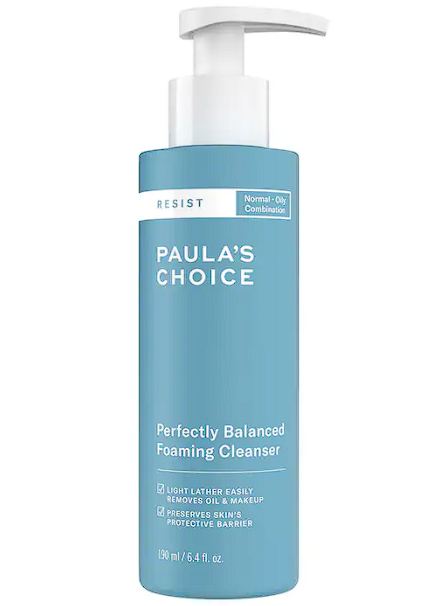 RESIST
Normal • Oily
Combination
PAULA'S
CHOICE
Perfectly Balanced
Foaming Cleanser
☑ LIGHT LATHER EASILY
REMOVES OIL & MAKEUP
☑ PRESERVES SKIN'S
PROTECTIVE BARRIER
190 ml / 6.4 fl. oz.